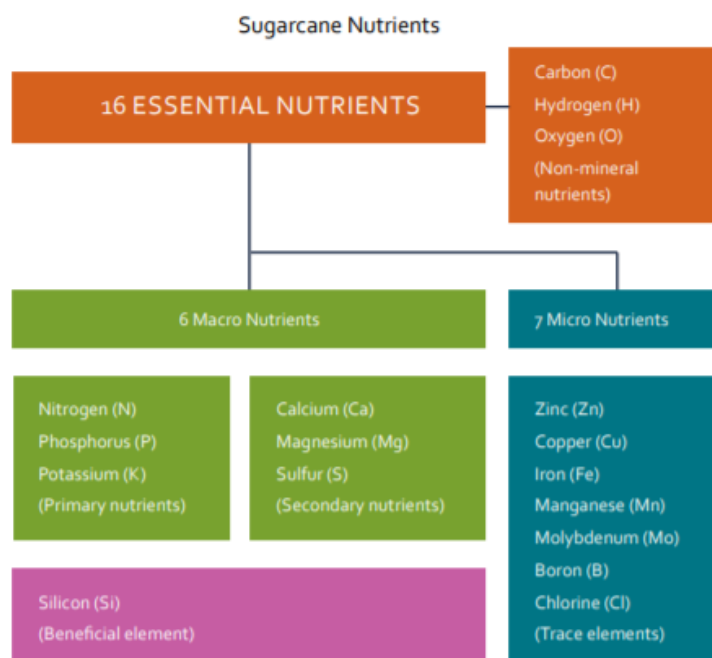 Sugarcane Nutrients
16 ESSENTIAL NUTRIENTS
Carbon (C)
Hydrogen (H)
Oxygen (O)
(Non-mineral
nutrients)
6 Macro Nutrients
7 Micro Nutrients
Nitrogen (N)
Phosphorus (P)
Potassium (K)
(Primary nutrients)
Calcium (Ca)
Magnesium (Mg)
Sulfur (S)
(Secondary nutrients)
Zinc (Zn)
Copper (Cu)
Iron (Fe)
Manganese (Mn)
Molybdenum (Mo)
Boron (B)
Chlorine (Cl)
(Trace elements)
Silicon (Si)
(Beneficial element)